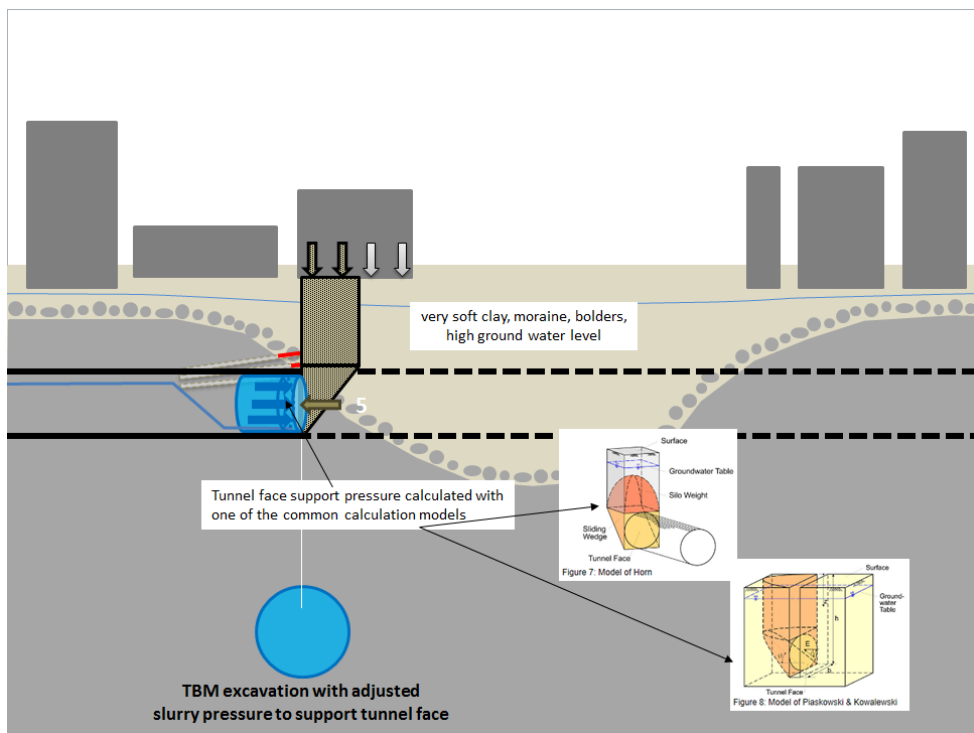 very soft clay, moraine, bolders,
high ground water level
5
Tunnel face support pressure calculated with
one of the common calculation models
Surface
Groundwater Table
Silo Weight
Sliding
Wedge
Tunnel Face
Figure 7: Model of Horn
Surface
Ground-
water
Table
h
E
b
Tunnel Face
Figure 8: Model of Piaskowski & Kowalewski
TBM excavation with adjusted
slurry pressure to support tunnel face